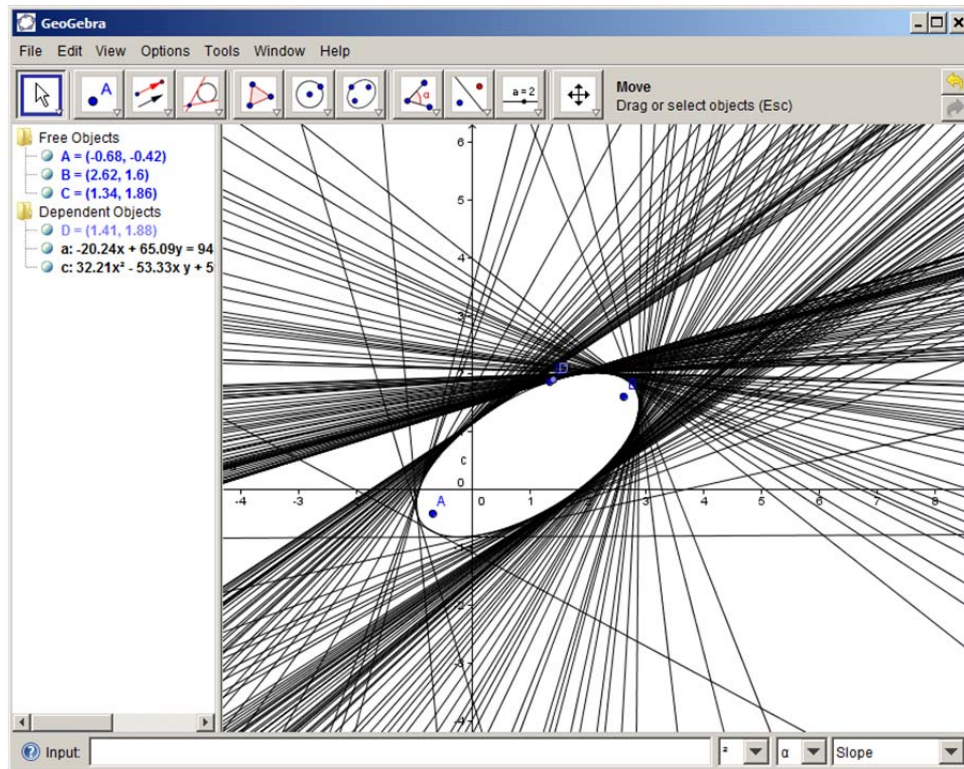 GeoGebra
File Edit View Options Tools Window Help
A
α
a = 2
Move
Drag or select objects (Esc)
Free Objects
A = (-0.68, -0.42)
B = (2.62, 1.6)
C = (1.34, 1.86)
Dependent Objects
D = (1.41, 1.88)
a: -20.24x + 65.09y = 94
c: 32.21x² - 53.33x y + 5
6
5
4
B
c
0
A
-4 -3 -2 0 1 2 3 4 5 6 7 8
-3
-4
Input:
² α Slope